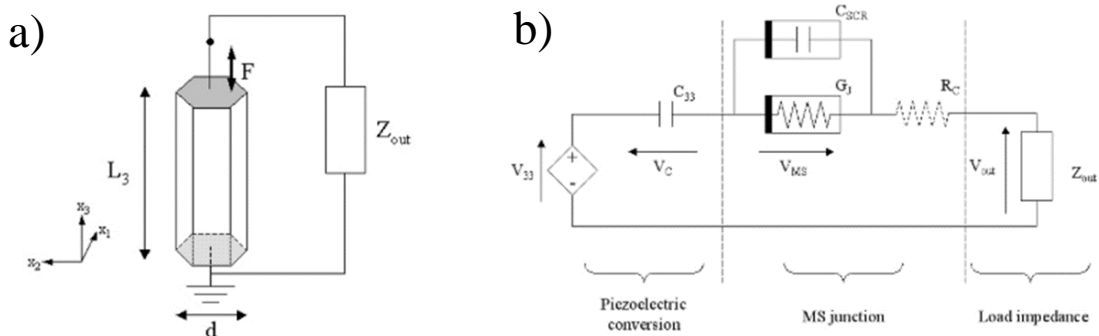 a)
F
L3
Zout
x3
x1
x2
d
b)
CSCR
C33
GJ
RC
V33
+
-
VC
VMS
Vout
Zout
Piezoelectric
conversion
MS junction
Load impedance